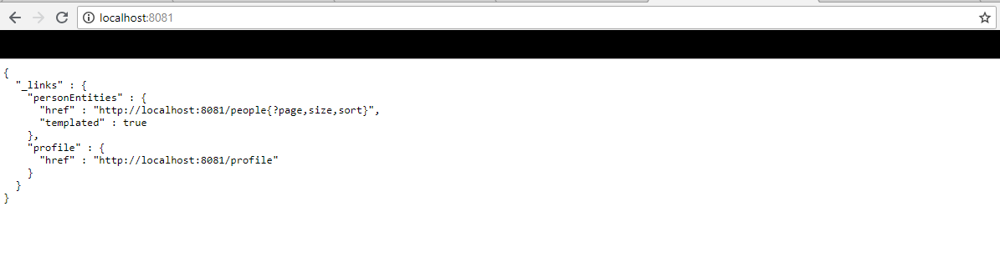 localhost:8081
{
  "_links" : {
    "personEntities" : {
      "href" : "http://localhost:8081/people{?page,size,sort}",
      "templated" : true
    },
    "profile" : {
      "href" : "http://localhost:8081/profile"
    }
  }
}